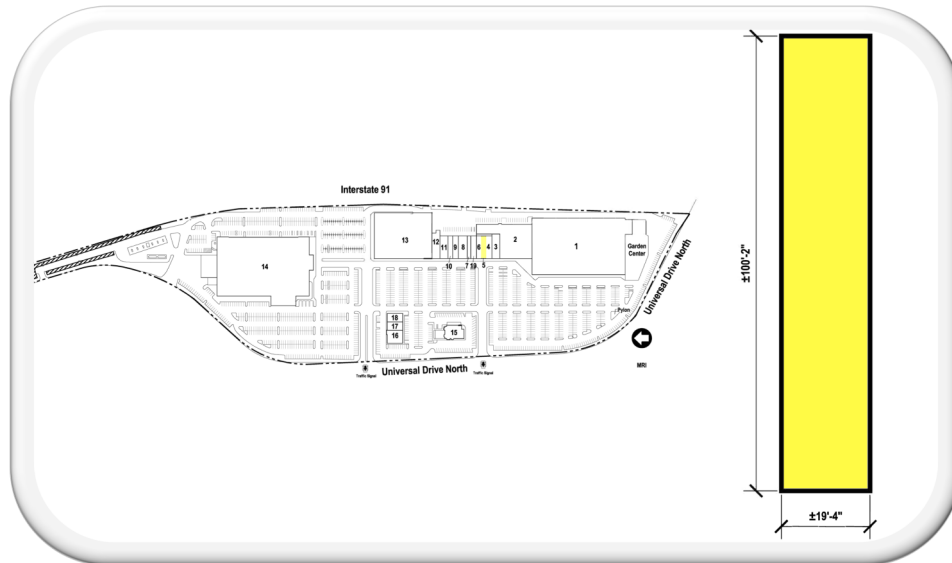 Interstate 91
13
12
11
9
8
6
4
3
2
1
Garden
Center
10
7
19
5
14
Universal Drive North
Pylon
18
17
16
15
MRI
Traffic Signal
Universal Drive North
Traffic Signal
±100'-2"
±19'-4"